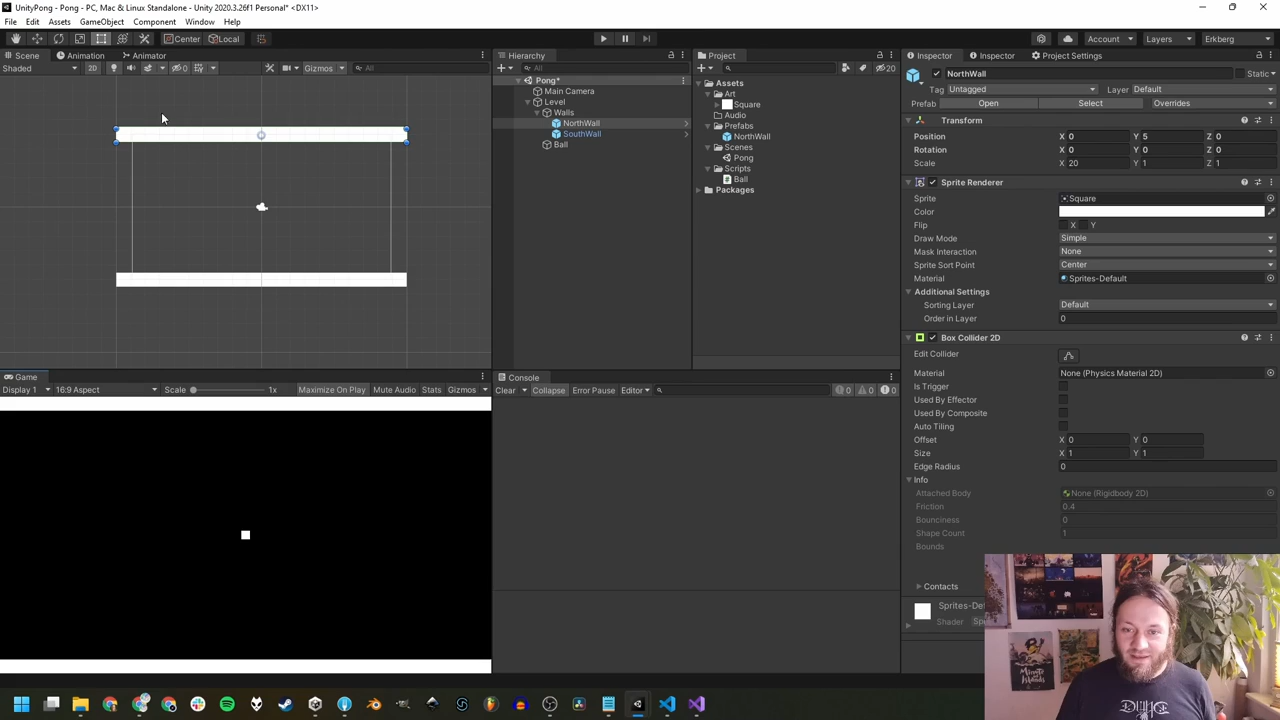 UnityPong - Pong - PC, Mac & Linux Standalone - Unity 2020.3.26f1 Personal* <DX11>
File Edit Assets GameObject Component Window Help
Center Local Account Layers Erkberg
Scene Animation Animator Hierarchy Project Inspector Inspector Project Settings
Shaded 2D 0 Gizmos All
All
20
NorthWall Static
Tag Untagged Layer Default
Prefab Open Select Overrides
Pong*
Main Camera
Level
Walls
NorthWall
SouthWall
Ball
Assets
Art
Square
Audio
Prefabs
NorthWall
Scenes
Pong
Scripts
Ball
Packages
Transform
Position X 0 Y 5 Z 0
Rotation X 0 Y 0 Z 0
Scale X 20 Y 1 Z 1
Sprite Renderer
Sprite Square
Color
Flip X Y
Draw Mode Simple
Mask Interaction None
Sprite Sort Point Center
Material Sprites-Default
Additional Settings
Sorting Layer Default
Order in Layer 0
Box Collider 2D
Edit Collider
Material None (Physics Material 2D)
Is Trigger
Used By Effector
Used By Composite
Auto Tiling
Offset X 0 Y 0
Size X 1 Y 1
Edge Radius 0
Info
Attached Body None (Rigidbody 2D)
Friction 0.4
Bounciness 0
Shape Count 1
Bounds
Contacts
Sprites-Def
Shader
Game
Display 1 16:9 Aspect Scale 1x Maximize On Play Mute Audio Stats Gizmos
Console
Clear Collapse Error Pause Editor 0 0 0